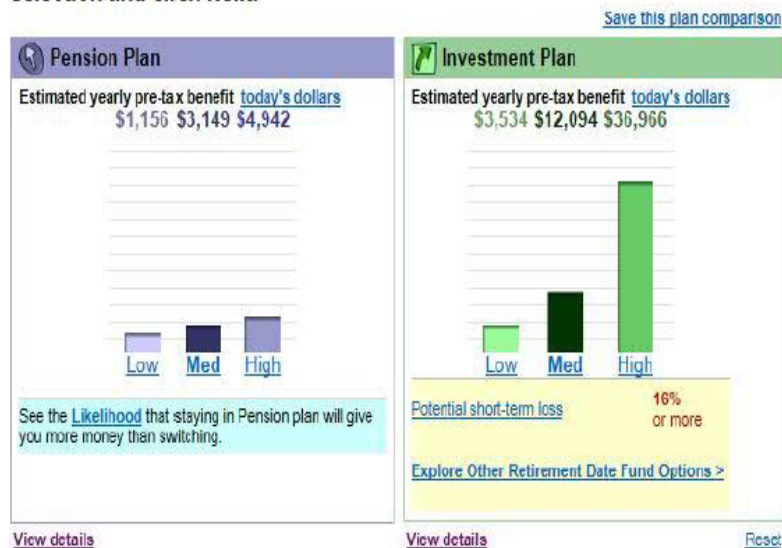 Save this plan comparison
Pension Plan
Estimated yearly pre-tax benefit today's dollars
$1,156 $3,149 $4,942
Low Med High
See the Likelihood that staying in Pension plan will give
you more money than switching.
View details
Investment Plan
Estimated yearly pre-tax benefit today's dollars
$3,534 $12,094 $36,966
Low Med High
Potential short-term loss
16%
or more
Explore Other Retirement Date Fund Options >
View details
Reset